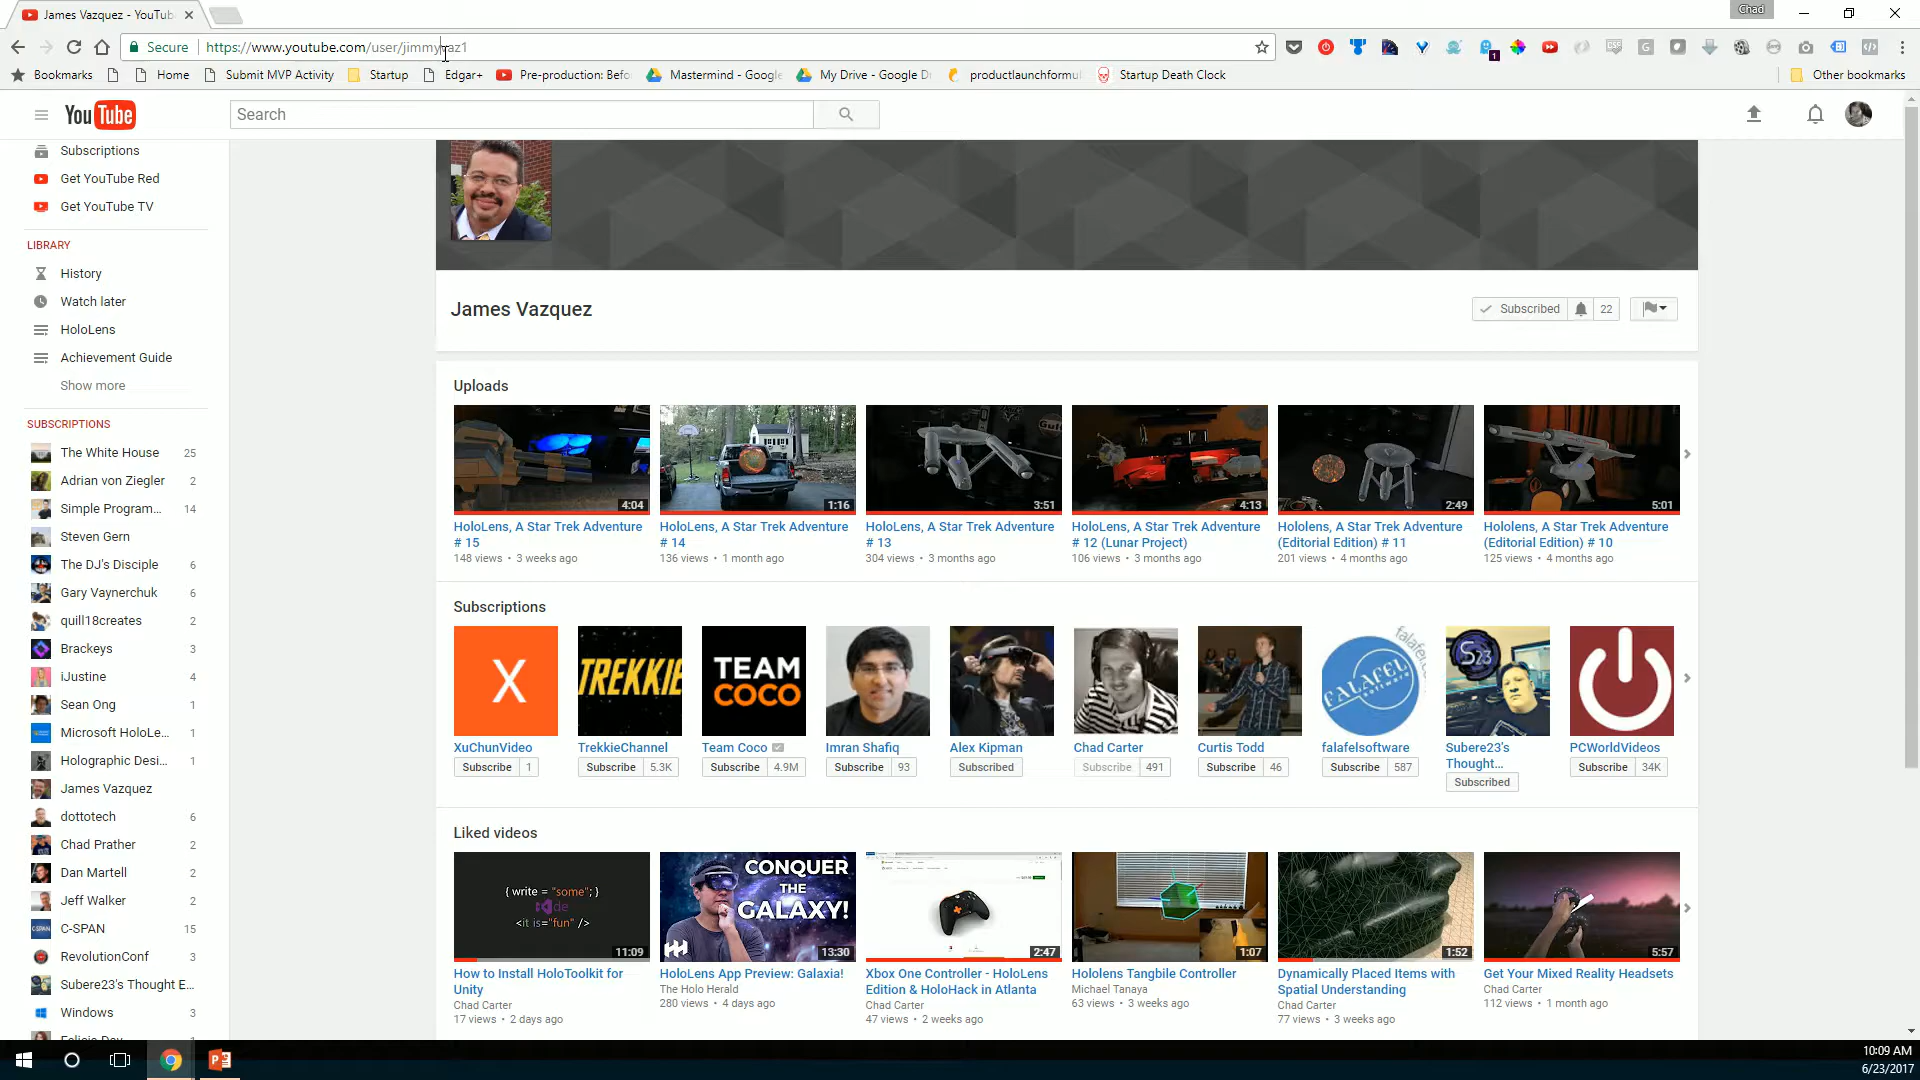 James Vazquez - YouTub
Chad
Secure
https://www.youtube.com/user/jimmyvaz1
Bookmarks
Home
Submit MVP Activity
Startup
Edgar+
Pre-production: Befo
Mastermind - Google
My Drive - Google D
productlaunchformul
Startup Death Clock
Other bookmarks
YouTube
Search
Subscriptions
Get YouTube Red
Get YouTube TV
LIBRARY
History
Watch later
HoloLens
Achievement Guide
Show more
SUBSCRIPTIONS
The White House 25
Adrian von Ziegler 2
Simple Program... 14
Steven Gern
The DJ's Disciple 6
Gary Vaynerchuk 6
quill18creates 2
Brackeys 3
iJustine 4
Sean Ong 1
Microsoft HoloLe... 1
Holographic Desi... 1
James Vazquez
dottotech 6
Chad Prather 2
Dan Martell 2
Jeff Walker 2
C-SPAN 15
RevolutionConf 3
Subere23's Thought E...
Windows 3
James Vazquez
Subscribed 22
Uploads
4:04
HoloLens, A Star Trek Adventure
# 15
148 views • 3 weeks ago
1:16
HoloLens, A Star Trek Adventure
# 14
136 views • 1 month ago
3:51
HoloLens, A Star Trek Adventure
# 13
304 views • 3 months ago
4:13
HoloLens, A Star Trek Adventure
# 12 (Lunar Project)
106 views • 3 months ago
2:49
Hololens, A Star Trek Adventure
(Editorial Edition) # 11
201 views • 4 months ago
5:01
Hololens, A Star Trek Adventure
(Editorial Edition) # 10
125 views • 4 months ago
Subscriptions
X
XuChunVideo
Subscribe 1
TREKKIE
TrekkieChannel
Subscribe 5.3K
TEAM
COCO
Team Coco
Subscribe 4.9M
Imran Shafiq
Subscribe 93
Alex Kipman
Subscribed
Chad Carter
Subscribe 491
Curtis Todd
Subscribe 46
FALAFEL
SOFTWARE
falafelsoftware
Subscribe 587
S23
Subere23's
Thought...
Subscribed
PCWorldVideos
Subscribe 34K
Liked videos
{ write = "some"; }
de
<it is="fun" />
11:09
How to Install HoloToolkit for
Unity
Chad Carter
17 views • 2 days ago
CONQUER
THE
GALAXY!
13:30
HoloLens App Preview: Galaxia!
The Holo Herald
280 views • 4 days ago
2:47
Xbox One Controller - HoloLens
Edition & HoloHack in Atlanta
Chad Carter
47 views • 2 weeks ago
1:07
Hololens Tangbile Controller
Michael Tanaya
63 views • 3 weeks ago
1:52
Dynamically Placed Items with
Spatial Understanding
Chad Carter
77 views • 3 weeks ago
5:57
Get Your Mixed Reality Headsets
Chad Carter
112 views • 1 month ago
10:09 AM
6/23/2017